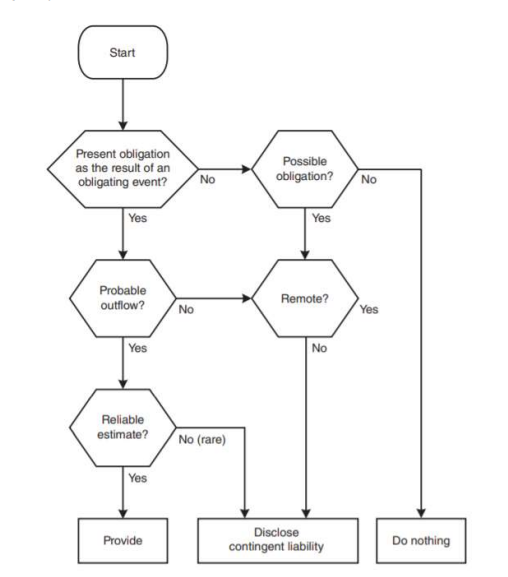 Start
Present obligation
as the result of an
obligating event?
No
Possible
obligation?
No
Yes
Yes
Probable
outflow?
No
Remote?
Yes
Yes
No
Reliable
estimate?
No (rare)
Yes
Provide
Disclose
contingent liability
Do nothing